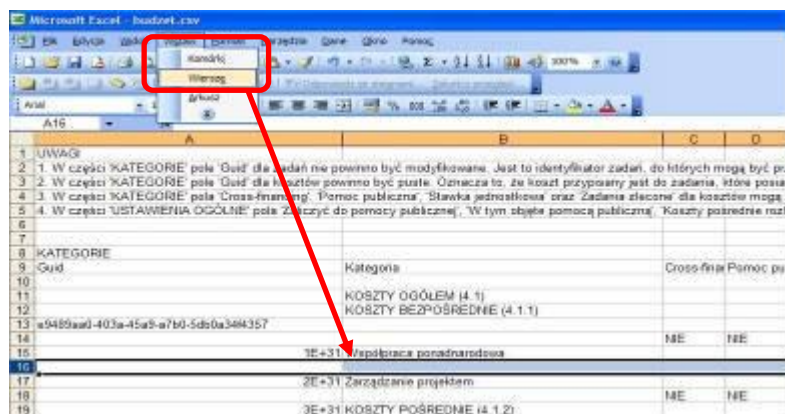 Microsoft Excel - budzet.csv
Plik Edycja Widok Wstaw Format Narzędzia Dane Okno Pomoc
Komórki
Wiersze
Arkusz
100%
Arial
A16
A B C D
1 UWAGI
2 1. W części 'KATEGORIE' pole 'Guid' dla zadań nie powinno być modyfikowane. Jest to identyfikator zadań, do których mogą być pr
3 2. W części 'KATEGORIE' pole 'Guid' dla kosztów powinno być puste. Oznacza to, że koszt przypisany jest do zadania, które posia
4 3. W części 'KATEGORIE' pola 'Cross-financing', 'Pomoc publiczna', 'Stawka jednostkowa' oraz Zadania zlecone' dla kosztów mogą
5 4. W części 'USTAWIENIA OGÓLNE' pola 'Zaliczyć do pomocy publicznej', 'W tym objęte pomocą publiczną', 'Koszty pośrednie rozl
6
7
8 KATEGORIE
9 Guid Kategoria Cross-finar Pomoc pu
10
11 KOSZTY OGÓŁEM (4.1)
12 KOSZTY BEZPOŚREDNIE (4.1.1)
13 a9489aa0-403a-45a9-a7b0-5db0a34f4357
14 NIE NIE
15 1E+31 Współpraca ponadnarodowa
16
17 2E+31 Zarządzanie projektem
18 NIE NIE
19 3E+31 KOSZTY POŚREDNIE (4.1.2)